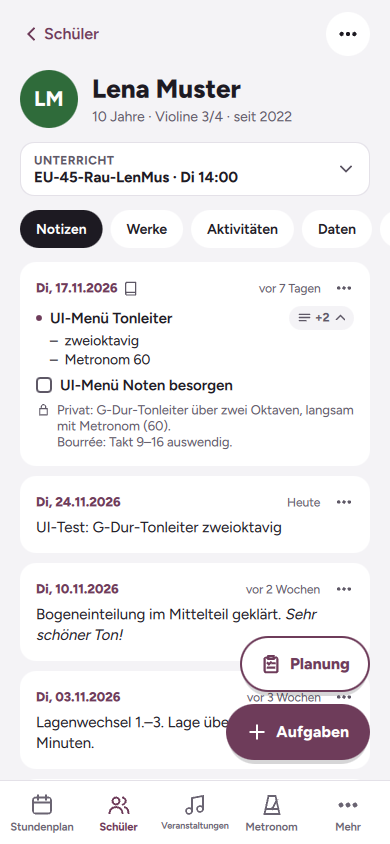 Schüler
LM
Lena Muster
10 Jahre · Violine 3/4 · seit 2022
UNTERRICHT
EU-45-Rau-LenMus · Di 14:00
Notizen
Werke
Aktivitäten
Daten
Di, 17.11.2026
vor 7 Tagen
UI-Menü Tonleiter
+2
– zweioktavig
– Metronom 60
UI-Menü Noten besorgen
Privat: G-Dur-Tonleiter über zwei Oktaven, langsam
mit Metronom (60).
Bourrée: Takt 9–16 auswendig.
Di, 24.11.2026
Heute
UI-Test: G-Dur-Tonleiter zweioktavig
Di, 10.11.2026
vor 2 Wochen
Bogeneinteilung im Mittelteil geklärt. Sehr
schöner Ton!
Planung
Di, 03.11.2026
vor 3 Wochen
Lagenwechsel 1.–3. Lage
Minuten.
Aufgaben
Stundenplan
Schüler
Veranstaltungen
Metronom
Mehr